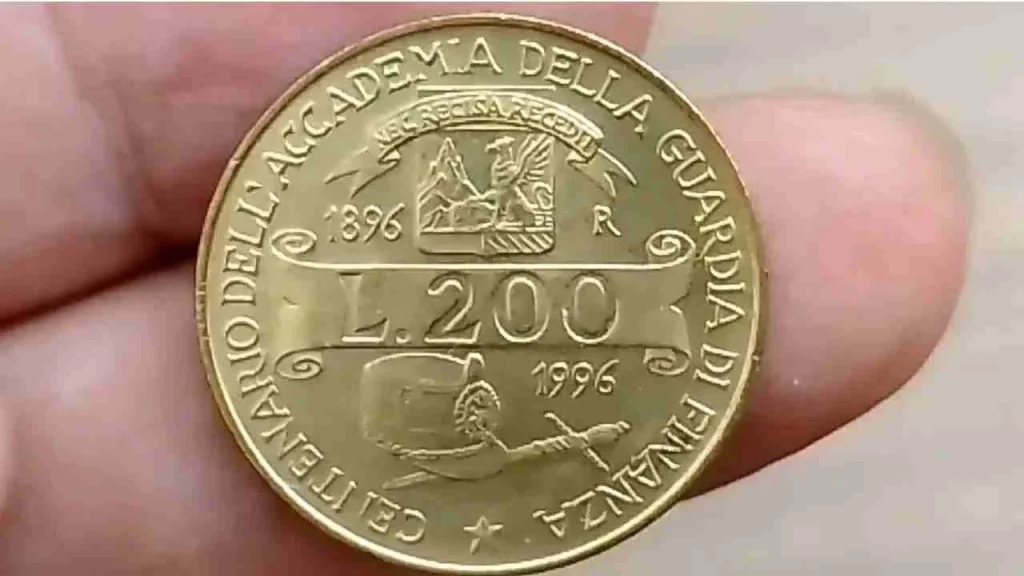 CENTENARIO DELL'ACCADEMIA DELLA GUARDIA DI FINANZA
NEC RECISA RECEDIT
1896
R
L.200
1996